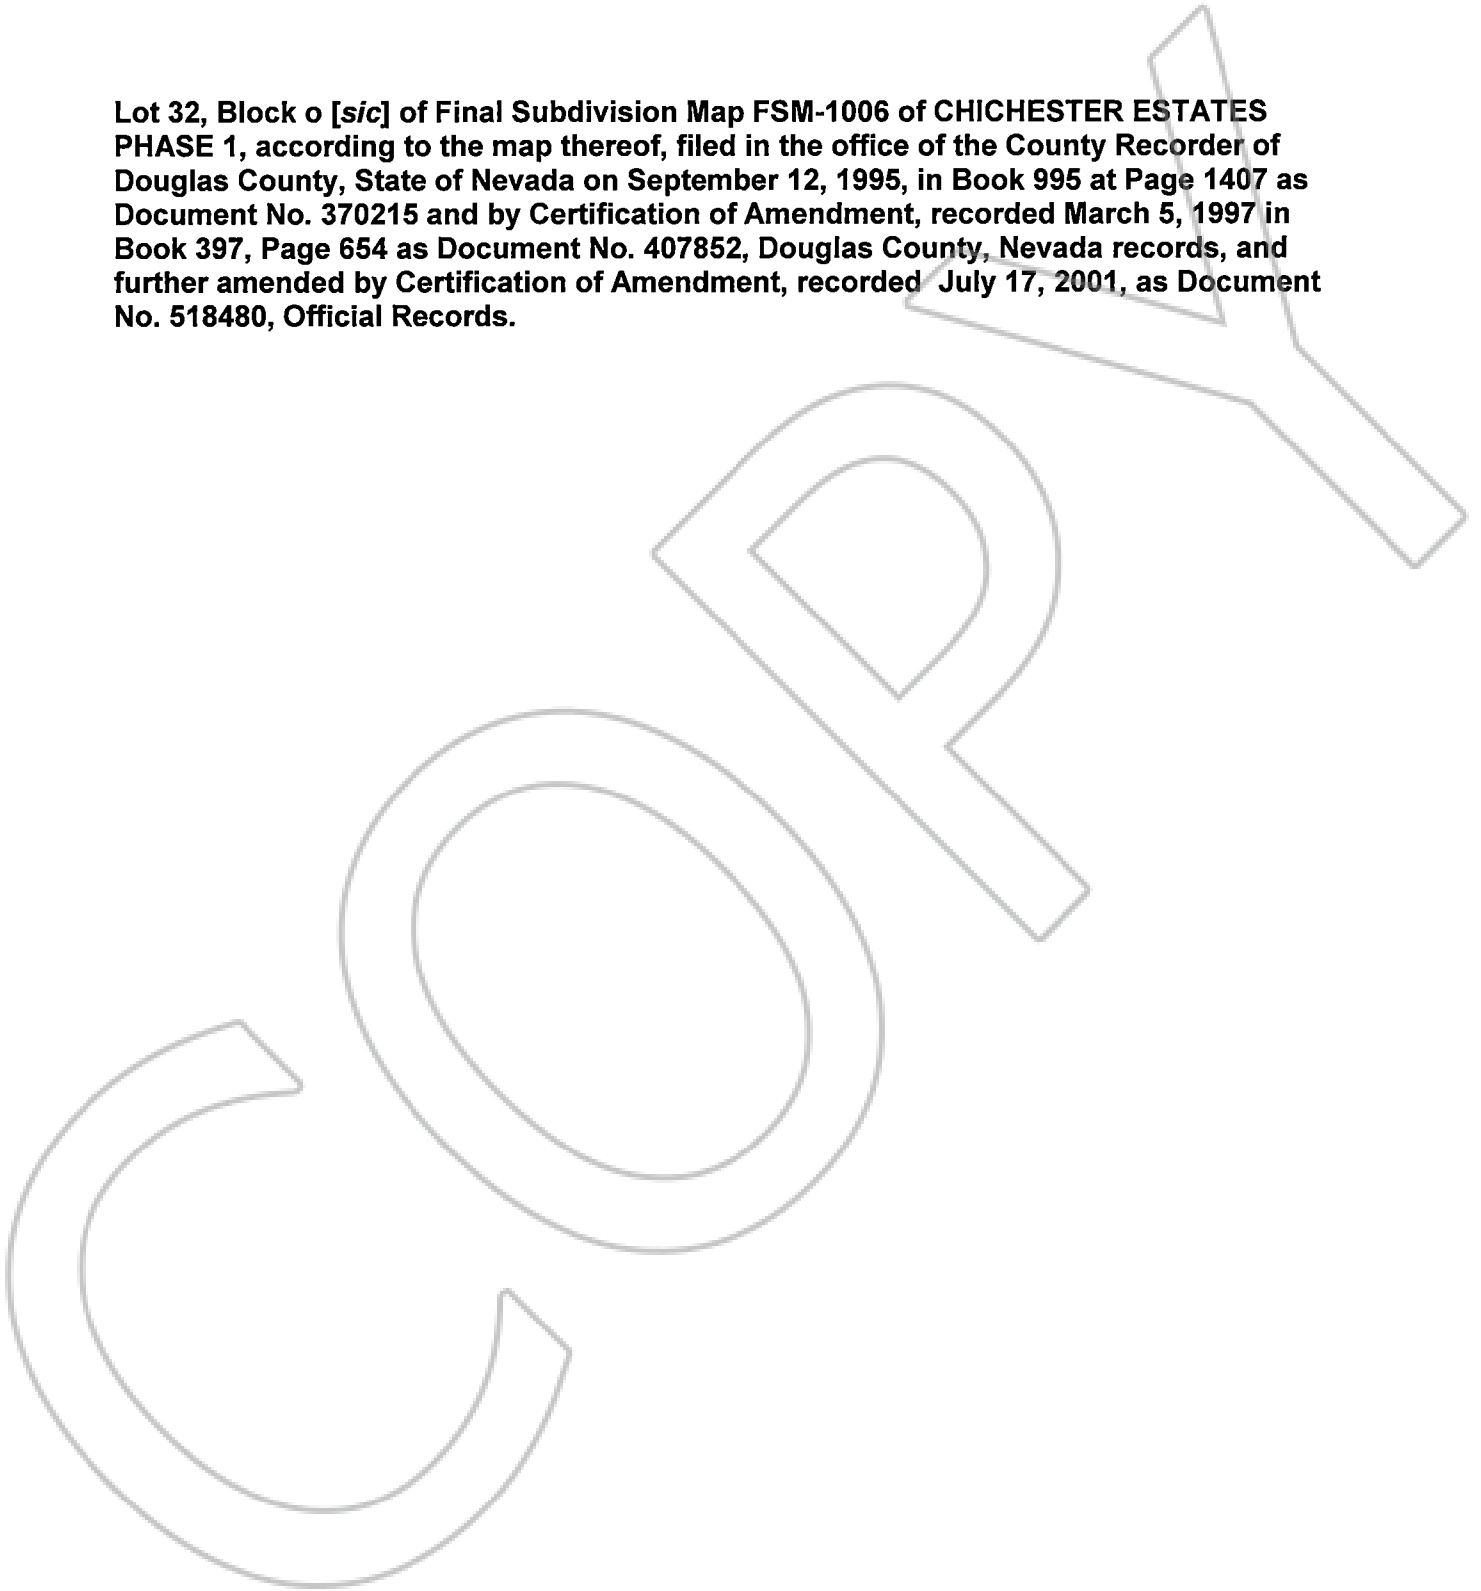 Lot 32, Block o [sic] of Final Subdivision Map FSM-1006 of CHICHESTER ESTATES
PHASE 1, according to the map thereof, filed in the office of the County Recorder of
Douglas County, State of Nevada on September 12, 1995, in Book 995 at Page 1407 as
Document No. 370215 and by Certification of Amendment, recorded March 5, 1997 in
Book 397, Page 654 as Document No. 407852, Douglas County, Nevada records, and
further amended by Certification of Amendment, recorded July 17, 2001, as Document
No. 518480, Official Records.
COPY